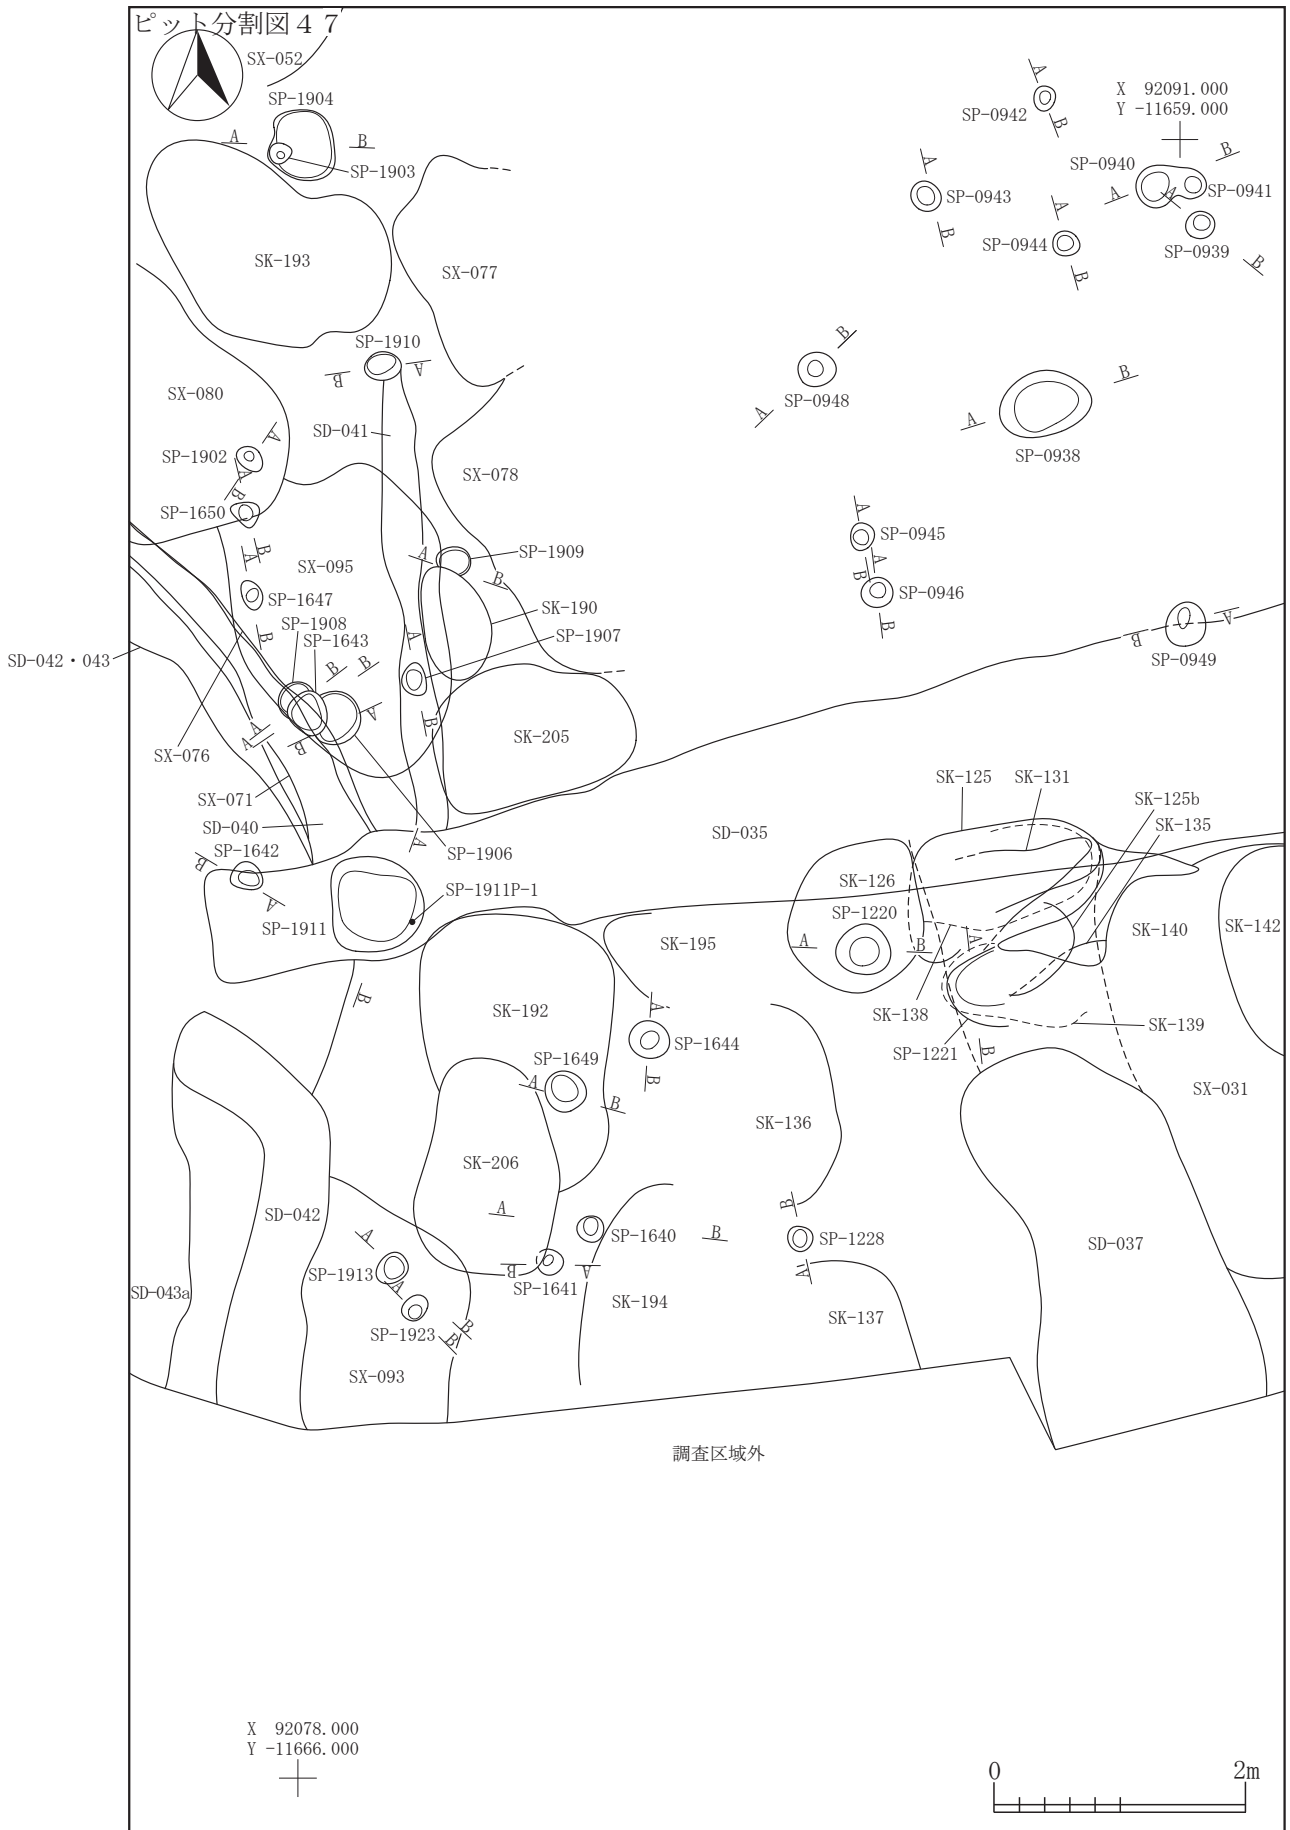 ピット分割図４７
SX-052
SP-1904
A
B
SP-1903
SK-193
SX-077
SP-1910
B
A
SX-080
SD-041
A
SP-1902
A
B
SP-1650
SX-078
SX-095
B
A
SP-1647
B
A
SP-1909
B
SK-190
SP-1907
SP-1908
SP-1643
A
B
B
A
B
B
A
A
SD-042・043
SX-076
SX-071
SD-040
SK-205
SP-1906
A
SP-1642
B
A
SP-1911
SP-1911P-1
B
A
SP-0942
B
X 92091.000
Y -11659.000
A
SP-0943
B
A
SP-0944
B
SP-0940
B
A
A
SP-0941
SP-0939
B
B
SP-0948
A
B
A
SP-0938
A
SP-0945
A
B
SP-0946
B
A
B
SP-0949
SD-035
SK-125
SK-131
SK-125b
SK-135
SK-126
SP-1220
A
B
A
SK-195
SK-140
SK-142
SK-138
SK-139
SP-1221
B
SK-192
A
SP-1644
B
SP-1649
A
B
SX-031
SK-136
SK-206
A
SD-042
A
SP-1640
B
B
SP-1228
A
SD-037
SP-1913
A
B
A
SP-1641
SD-043a
SK-194
SK-137
SP-1923
B
B
SX-093
調査区域外
X 92078.000
Y -11666.000
0
2m